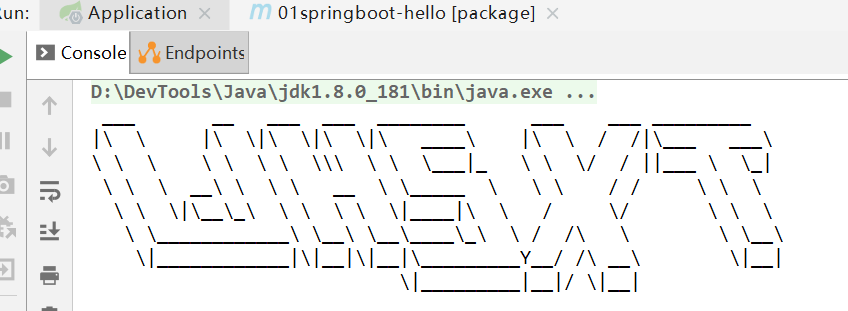 Run:
Application
01springboot-hello [package]
Console
Endpoints
D:\DevTools\Java\jdk1.8.0_181\bin\java.exe ...